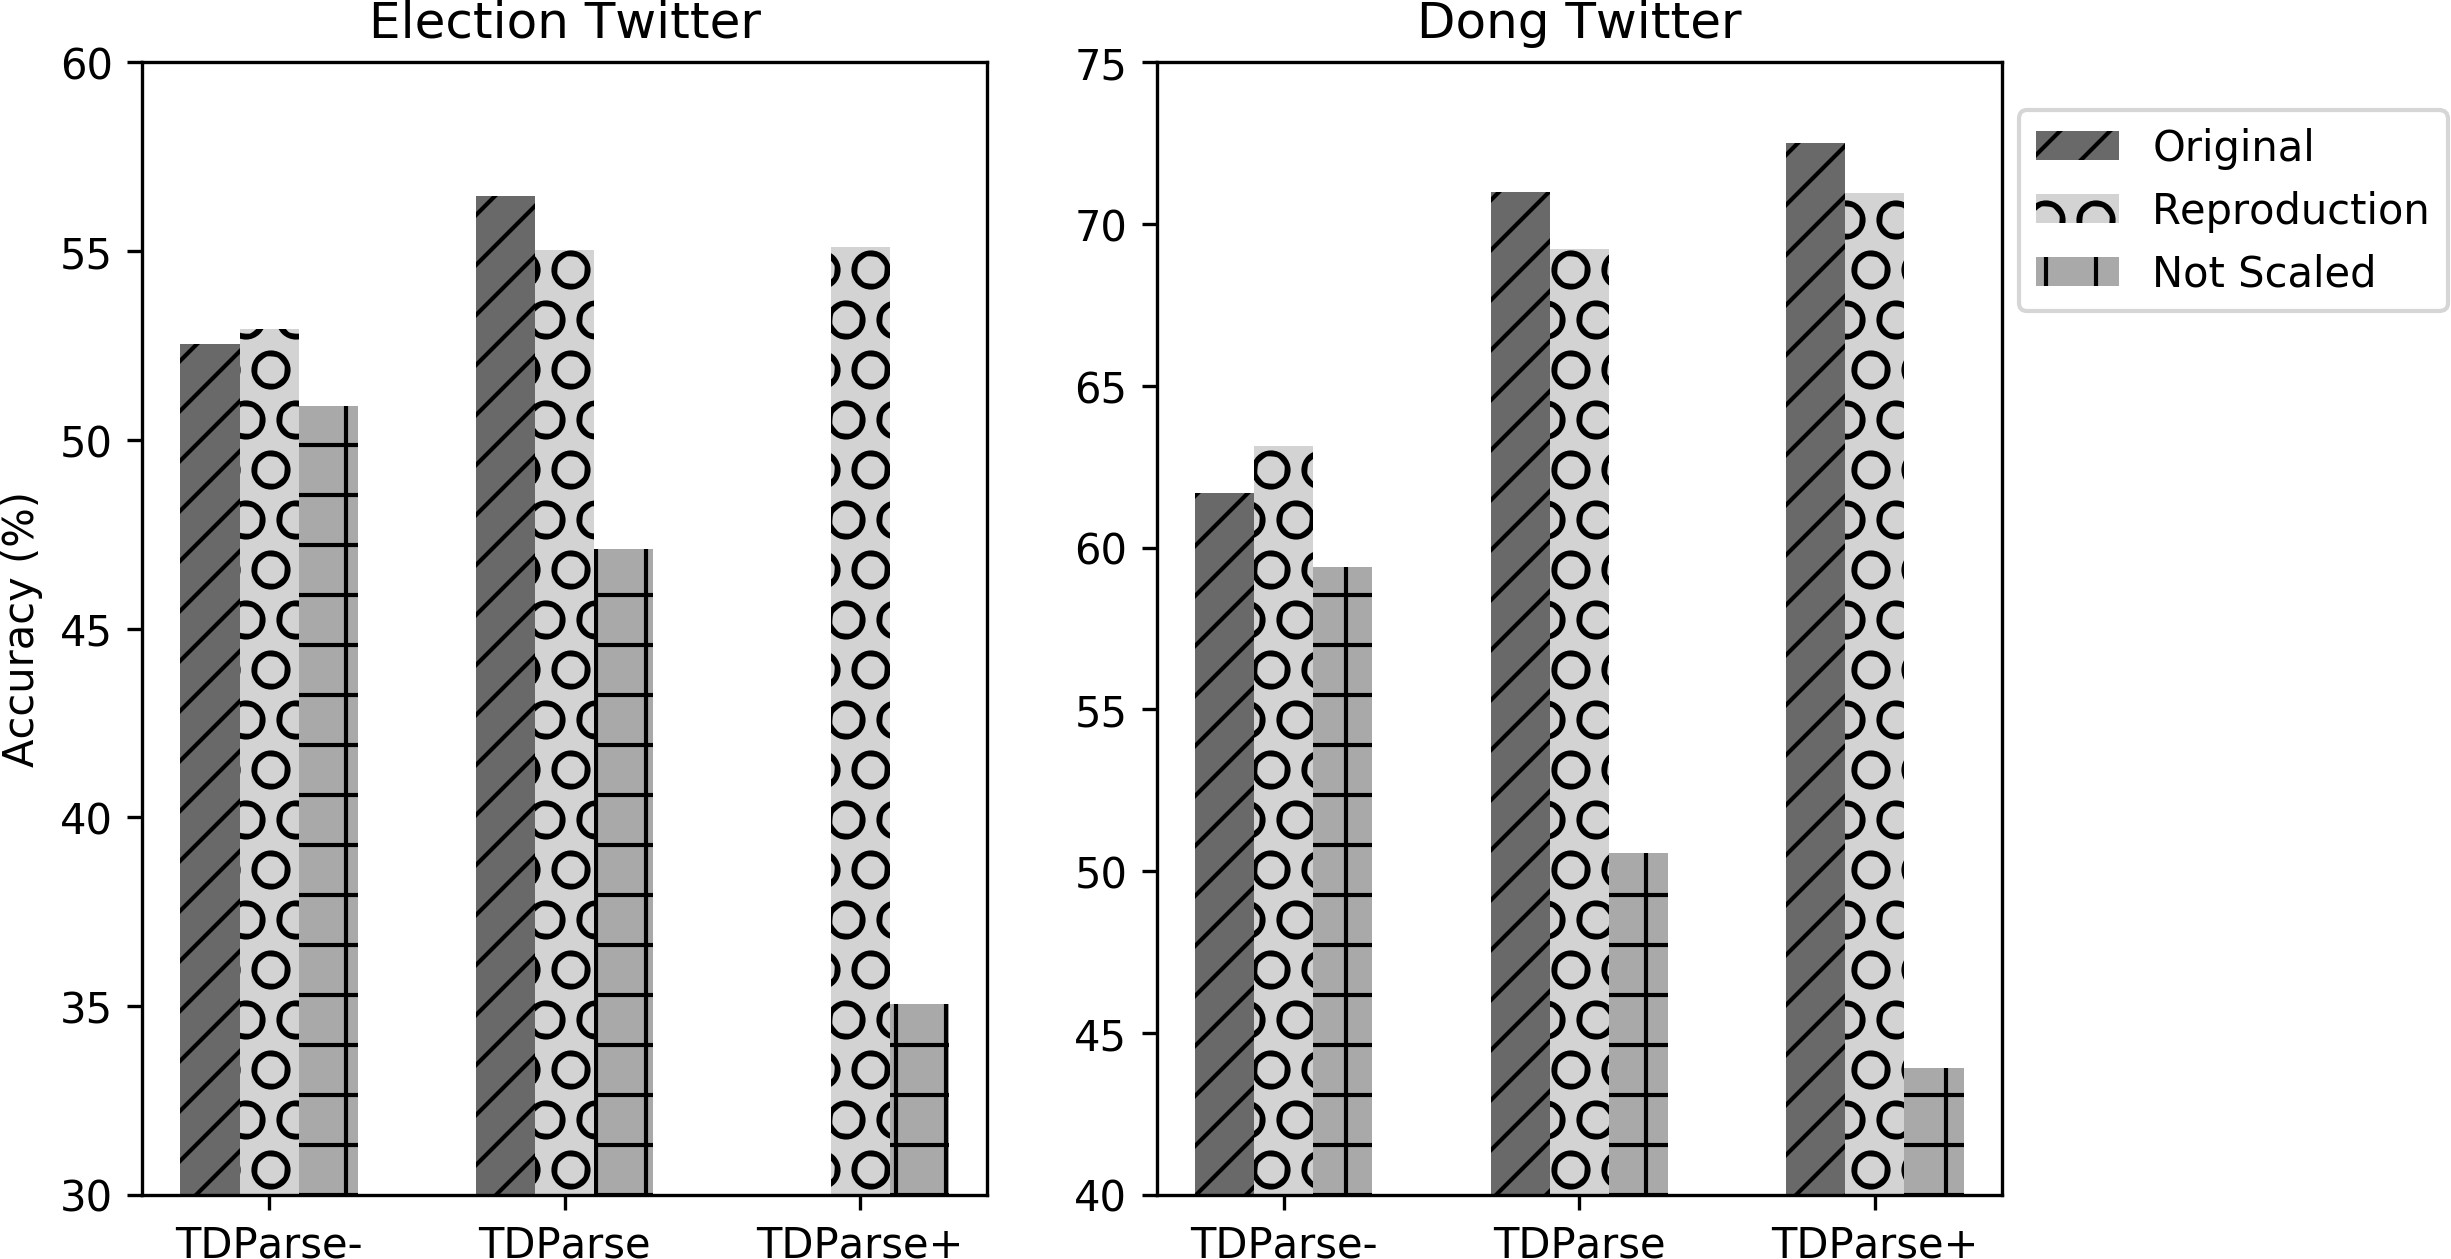 Election Twitter
Accuracy (%)
60
55
50
45
40
35
30
TDParse-
TDParse
TDParse+
Dong Twitter
75
70
65
60
55
50
45
40
TDParse-
TDParse
TDParse+
Original
Reproduction
Not Scaled